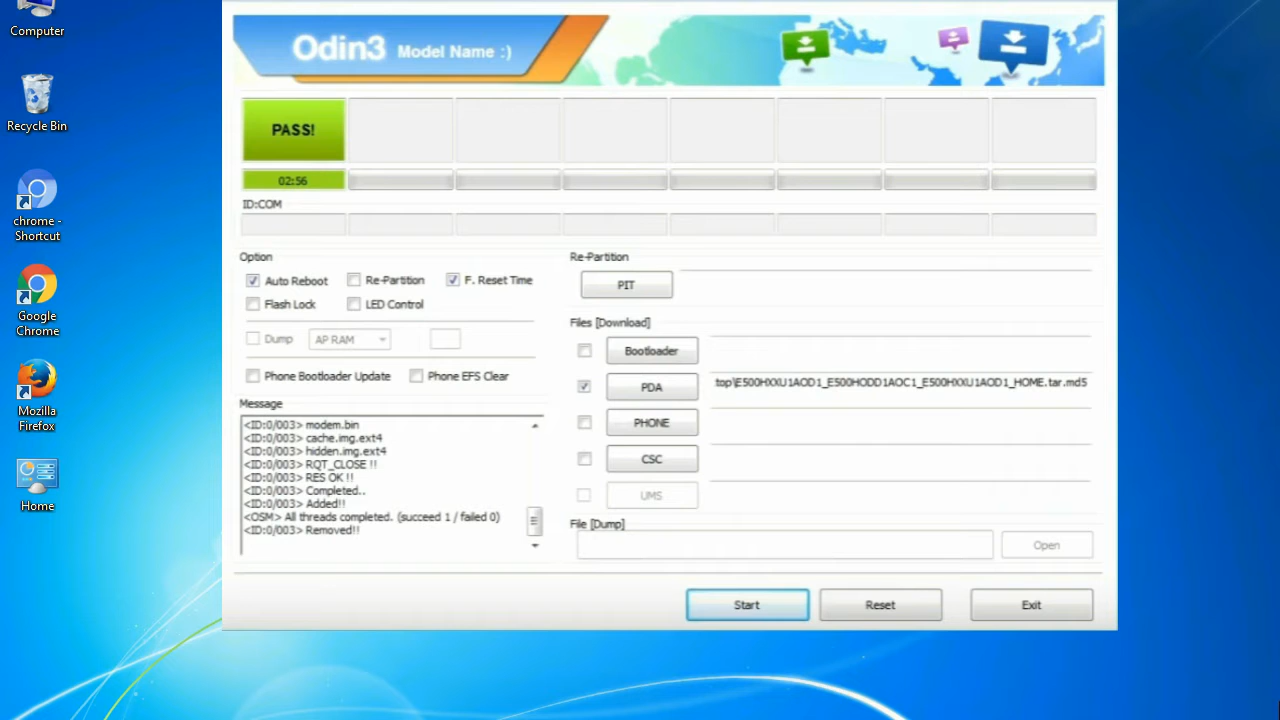 Computer
Recycle Bin
chrome -
Shortcut
Google
Chrome
Mozilla
Firefox
Home
Odin3 Model Name :)
PASS!
02:56
ID:COM
Option
Auto Reboot
Re-Partition
F. Reset Time
Flash Lock
LED Control
Dump
AP RAM
Phone Bootloader Update
Phone EFS Clear
Message
<ID:0/003> modem.bin
<ID:0/003> cache.img.ext4
<ID:0/003> hidden.img.ext4
<ID:0/003> RQT_CLOSE !!
<ID:0/003> RES OK !!
<ID:0/003> Completed..
<ID:0/003> Added!!
<OSM> All threads completed. (succeed 1 / failed 0)
<ID:0/003> Removed!!
Re-Partition
PIT
Files [Download]
Bootloader
PDA
top\E500HXXU1AOD1_E500HODD1AOC1_E500HXXU1AOD1_HOME.tar.md5
PHONE
CSC
UMS
File [Dump]
Open
Start
Reset
Exit